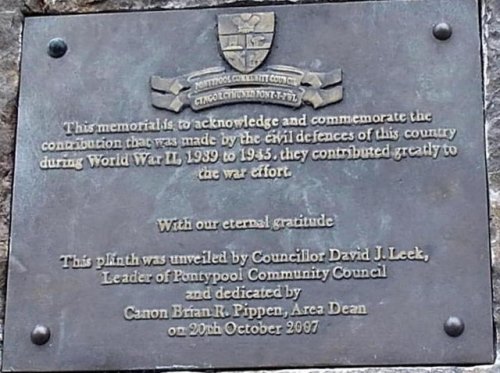 PONTYPOOL COMMUNITY COUNCIL
CYNGOR CYMUNED PONT-Y-PŴL
This memorial is to acknowledge and commemorate the
contribution that was made by the civil defences of this country
during World War II, 1939 to 1945, they contributed greatly to
the war effort.
With our eternal gratitude
This plinth was unveiled by Councillor David J. Leek,
Leader of Pontypool Community Council
and dedicated by
Canon Brian R. Pippen, Area Dean
on 20th October 2007